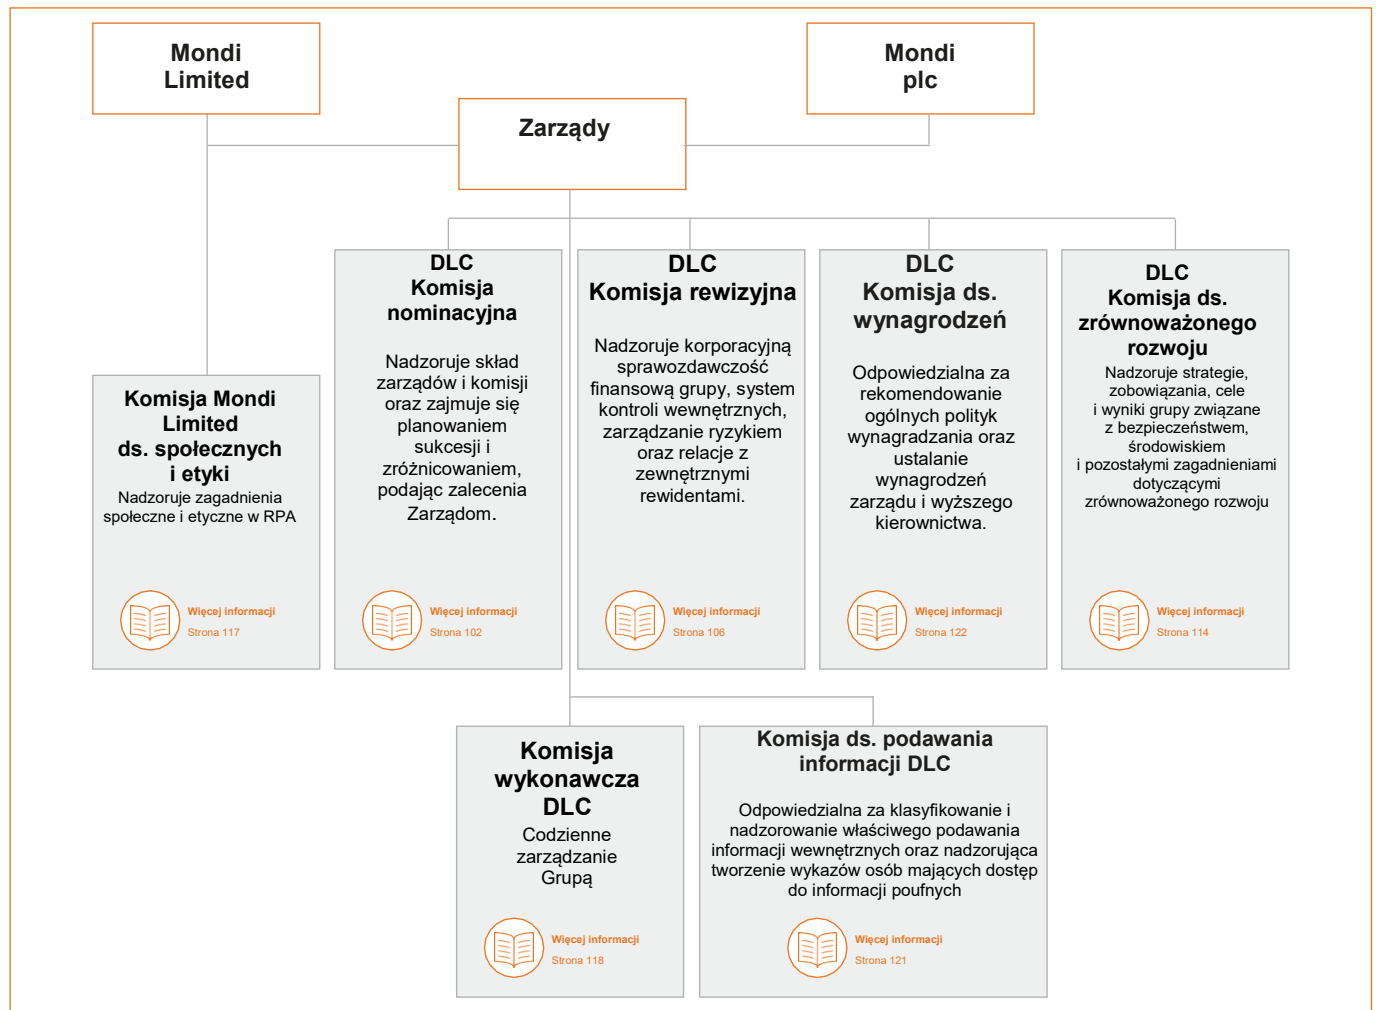 Mondi
Limited
Mondi
plc
Zarządy
Komisja Mondi
Limited
ds. społecznych
i etyki
Nadzoruje zagadnienia
społeczne i etyczne w RPA
Więcej informacji
Strona 117
DLC
Komisja
nominacyjna
Nadzoruje skład
zarządów i komisji
oraz zajmuje się
planowaniem
sukcesji i
zróżnicowaniem,
podając zalecenia
Zarządom.
Więcej informacji
Strona 102
DLC
Komisja rewizyjna
Nadzoruje korporacyjną
sprawozdawczość
finansową grupy, system
kontroli wewnętrznych,
zarządzanie ryzykiem
oraz relacje z
zewnętrznymi
rewidentami.
Więcej informacji
Strona 106
DLC
Komisja ds.
wynagrodzeń
Odpowiedzialna za
rekomendowanie
ogólnych polityk
wynagradzania oraz
ustalanie
wynagrodzeń
zarządu i wyższego
kierownictwa.
Więcej informacji
Strona 122
DLC
Komisja ds.
zrównoważonego
rozwoju
Nadzoruje strategie,
zobowiązania, cele
i wyniki grupy związane
z bezpieczeństwem,
środowiskiem
i pozostałymi zagadnieniami
dotyczącymi
zrównoważonego rozwoju
Więcej informacji
Strona 114
Komisja
wykonawcza
DLC
Codzienne
zarządzanie
Grupą
Więcej informacji
Strona 118
Komisja ds. podawania
informacji DLC
Odpowiedzialna za klasyfikowanie i
nadzorowanie właściwego podawania
informacji wewnętrznych oraz nadzorująca
tworzenie wykazów osób mających dostęp
do informacji poufnych
Więcej informacji
Strona 121